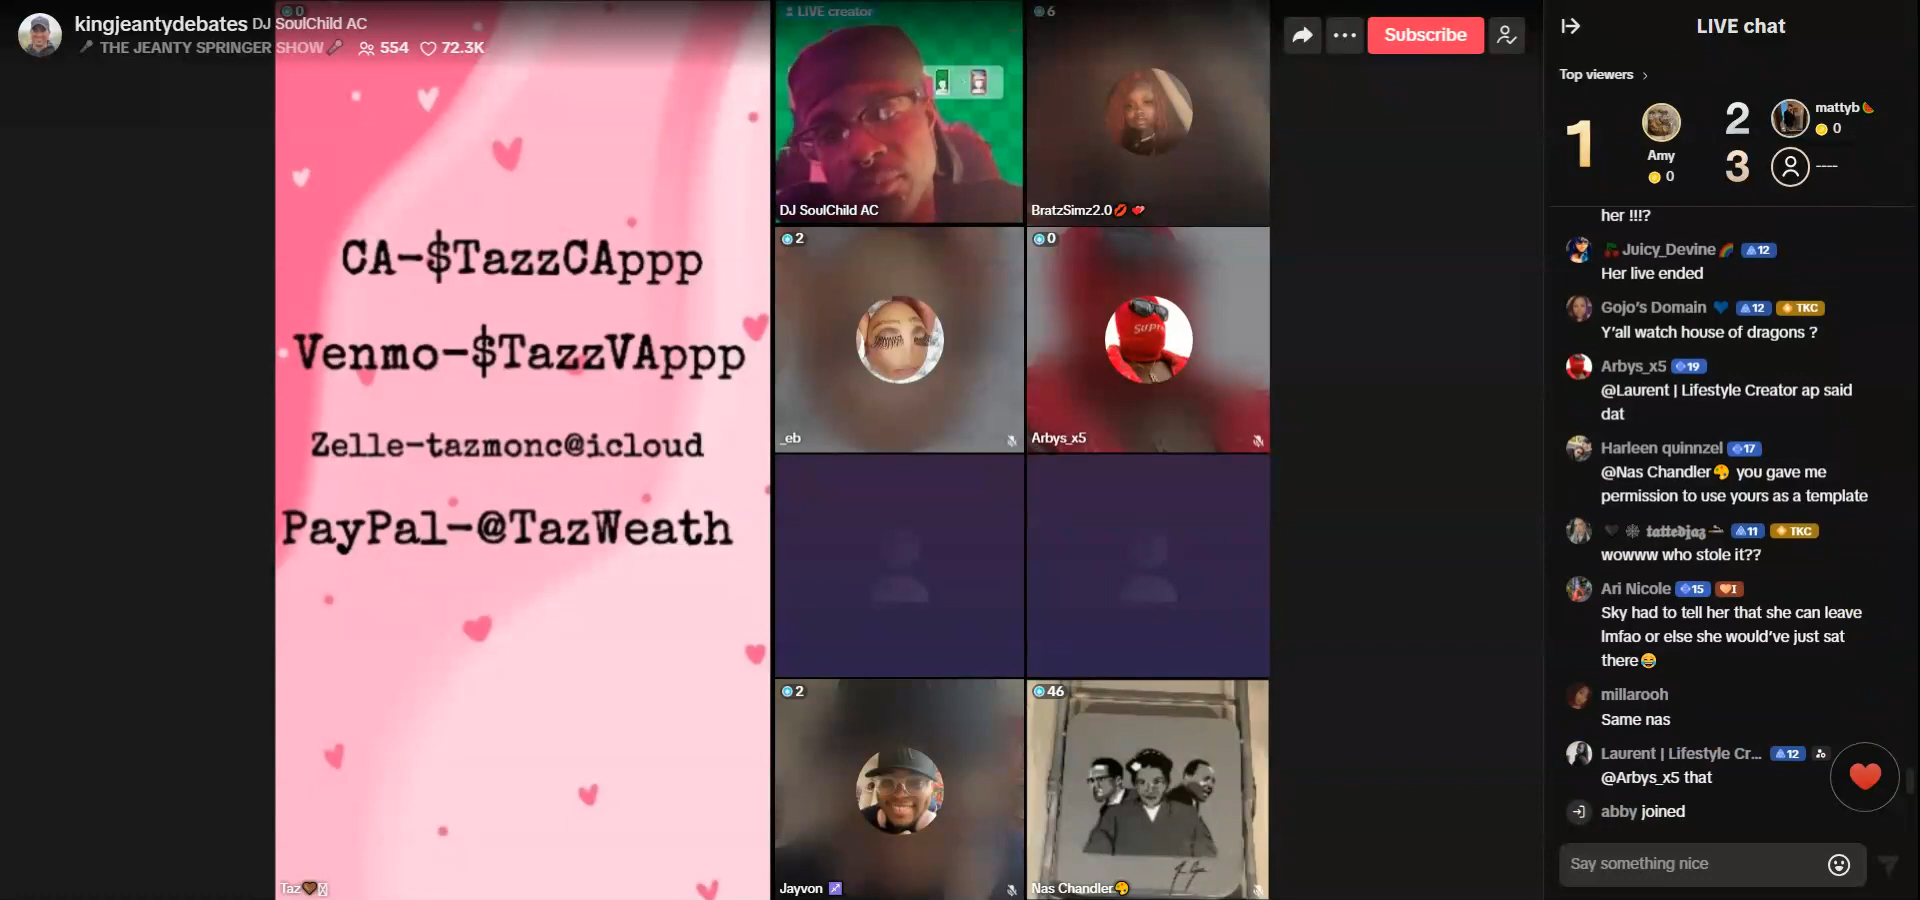 kingjeantydebates DJ SoulChild AC
THE JEANTY SPRINGER SHOW 554 72.3K
0
CA-$TazzCAppp
Venmo-$TazzVAppp
Zelle-tazmonc@icloud
PayPal-@TazWeath
Taz
LIVE creator
DJ SoulChild AC
6
BratzSimz2.0💋
2
_eb
0
Arbys_x5
SUPR
2
Jayvon ♐
46
Nas Chandler🎨
Subscribe
LIVE chat
Top viewers
1
Amy
0
2
mattyb🍉
0
3
----
her !!!?
🍒Juicy_Devine🌈 12
Her live ended
Gojo's Domain 💙 12 TKC
Y'all watch house of dragons ?
Arbys_x5 19
@Laurent | Lifestyle Creator ap said
dat
Harleen quinnzel 17
@Nas Chandler🎨 you gave me
permission to use yours as a template
🖤 🕸 𝖙𝖆𝖙𝖙𝖊𝖉𝖏𝖆𝖟 11 TKC
wowww who stole it??
Ari Nicole 15 I
Sky had to tell her that she can leave
lmfao or else she would've just sat
there😂
millarooh
Same nas
Laurent | Lifestyle Cr... 12
@Arbys_x5 that
abby joined
Say something nice